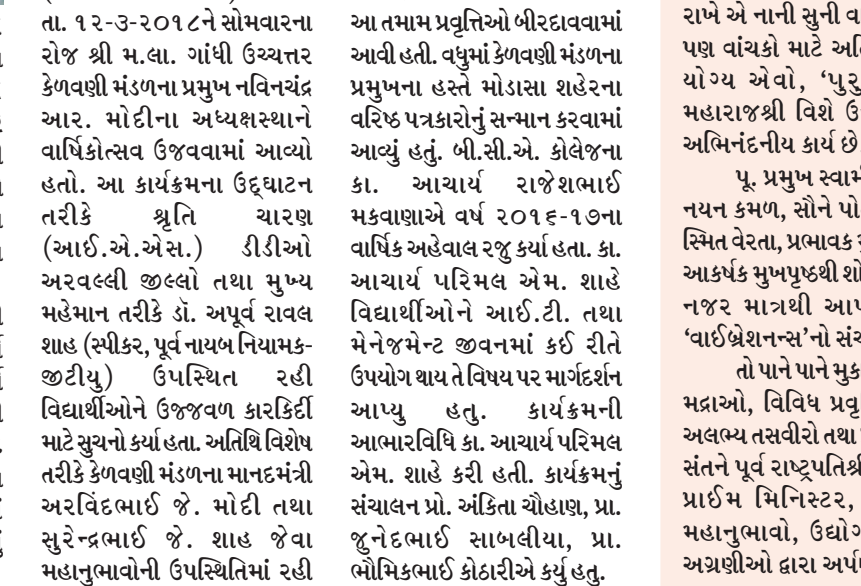 તા. ૧૨-૩-૨૦૧૮ને સોમવારના
રોજ શ્રી મ.લા. ગાંધી ઉચ્ચત્તર
કેળવણી મંડળના પ્રમુખ નવિનચંદ્ર
આર. મોદીના અધ્યક્ષસ્થાને
વાર્ષિકોત્સવ ઉજવવામાં આવ્યો
હતો. આ કાર્યક્રમના ઉદ્ઘાટન
તરીકે શ્રૃતિ ચારણ
(આઈ.એ.એસ.) ડીડીઓ
અરવલ્લી જીલ્લો તથા મુખ્ય
મહેમાન તરીકે ડૉ. અપૂર્વ રાવલ
શાહ (સ્પીકર, પૂર્વ નાયબ નિયામક-
જીટીયુ) ઉપસ્થિત રહી
વિદ્યાર્થીઓને ઉજ્જવળ કારકિર્દી
માટે સુચનો કર્યા હતા. અતિથિ વિશેષ
તરીકે કેળવણી મંડળના માનદમંત્રી
અરવિંદભાઈ જે. મોદી તથા
સુરેન્દ્રભાઈ જે. શાહ જેવા
મહાનુભાવોની ઉપસ્થિતિમાં રહી
આ તમામ પ્રવૃત્તિઓ બીરદાવવામાં
આવી હતી. વધુમાં કેળવણી મંડળના
પ્રમુખના હસ્તે મોડાસા શહેરના
વરિષ્ઠ પત્રકારોનું સન્માન કરવામાં
આવ્યું હતું. બી.સી.એ. કોલેજના
કા. આચાર્ય રાજેશભાઈ
મકવાણાએ વર્ષ ૨૦૧૬-૧૭ના
વાર્ષિક અહેવાલ રજુ કર્યા હતા. કા.
આચાર્ય પરિમલ એમ. શાહે
વિદ્યાર્થીઓને આઈ.ટી. તથા
મેનેજમેન્ટ જીવનમાં કઈ રીતે
ઉપયોગ થાય તે વિષય પર માર્ગદર્શન
આપ્યુ હતુ. કાર્યક્રમની
આભારવિધિ કા. આચાર્ય પરિમલ
એમ. શાહે કરી હતી. કાર્યક્રમનું
સંચાલન પ્રો. અંકિતા ચૌહાણ, પ્રા.
જુનેદભાઈ સાબલીયા, પ્રા.
ભૌમિકભાઈ કોઠારીએ કર્યુ હતુ.
રાખે એ નાની સુની
પણ વાંચકો માટે
યોગ્ય એવો,
મહારાજશ્રી વિશે
અભિનંદનીય કાર્ય છે
પૂ. પ્રમુખ
નયન કમળ, સૌને
સ્મિત વેરતા, પ્રભાવક
આકર્ષક મુખપૃષ્ઠથી
નજર માત્રથી
‘વાઈબ્રેશનન્સ’નો
તો પાને પાને
મદ્રાઓ, વિવિધ
અલભ્ય તસવીરો તથા
સંતને પૂર્વ રાષ્ટ્રપતિશ્રી
પ્રાઈમ મિનિસ્ટર,
મહાનુભાવો,
અગ્રણીઓ દ્વારા